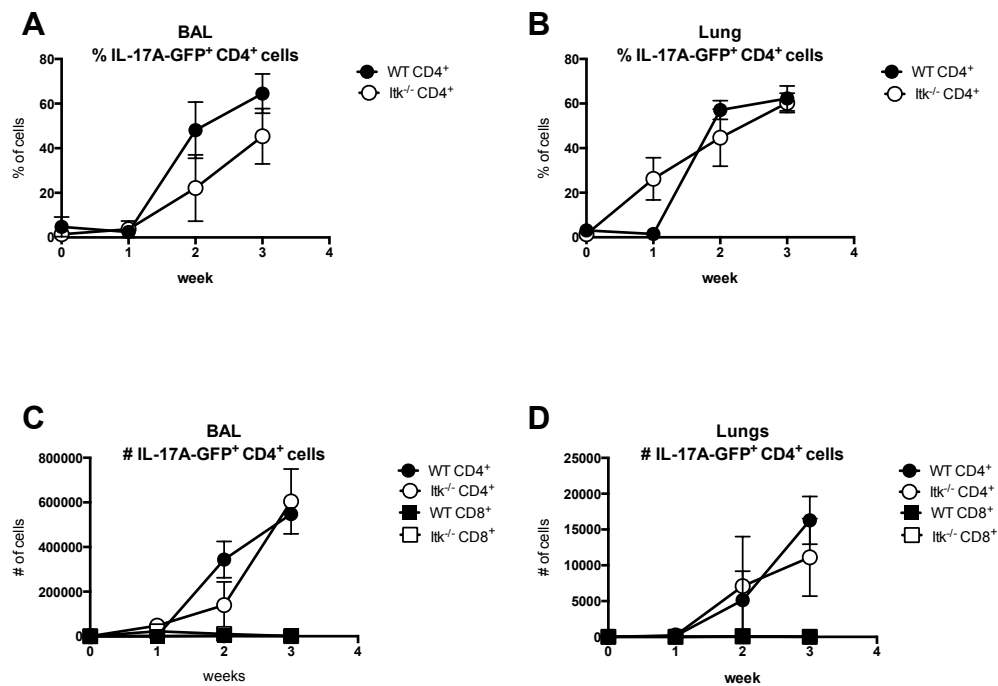 A
BAL
% IL-17A-GFP⁺ CD4⁺ cells
80
60
40
20
0
% of cells
0 1 2 3 4
week
WT CD4⁺
Itk⁻/⁻ CD4⁺
B
Lung
% IL-17A-GFP⁺ CD4⁺ cells
80
60
40
20
0
% of cells
0 1 2 3 4
week
WT CD4⁺
Itk⁻/⁻ CD4⁺
C
BAL
# IL-17A-GFP⁺ CD4⁺ cells
800000
600000
400000
200000
0
# of cells
0 1 2 3 4
weeks
WT CD4⁺
Itk⁻/⁻ CD4⁺
WT CD8⁺
Itk⁻/⁻ CD8⁺
D
Lungs
# IL-17A-GFP⁺ CD4⁺ cells
25000
20000
15000
10000
5000
0
# of cells
0 1 2 3 4
week
WT CD4⁺
Itk⁻/⁻ CD4⁺
WT CD8⁺
Itk⁻/⁻ CD8⁺